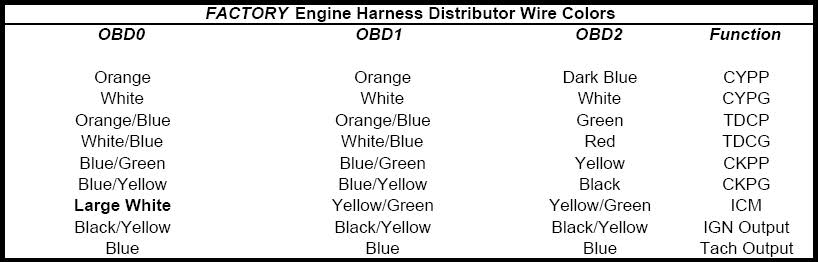 FACTORY Engine Harness Distributor Wire Colors
OBD0 OBD1 OBD2 Function
Orange Orange Dark Blue CYPP
White White White CYPG
Orange/Blue Orange/Blue Green TDCP
White/Blue White/Blue Red TDCG
Blue/Green Blue/Green Yellow CKPP
Blue/Yellow Blue/Yellow Black CKPG
Large White Yellow/Green Yellow/Green ICM
Black/Yellow Black/Yellow Black/Yellow IGN Output
Blue Blue Blue Tach Output